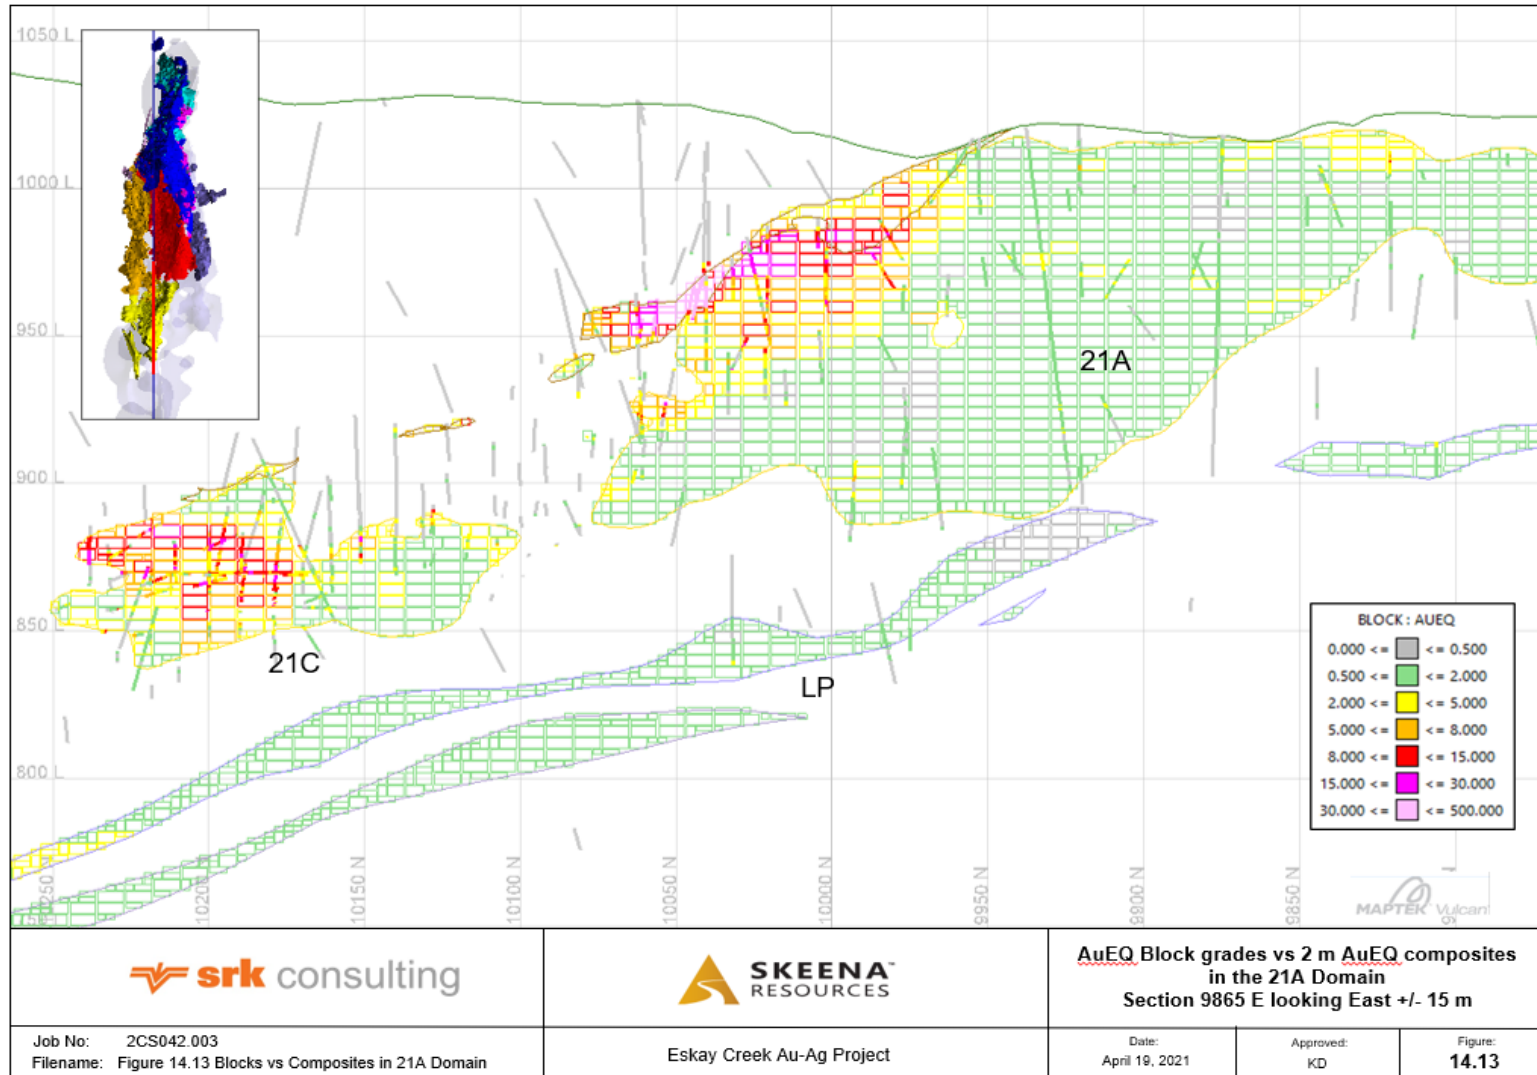 1050 L
1000 L
950 L
900 L
850 L
800 L
21A
21C
LP
10200 N
10150 N
10100 N
10050 N
10000 N
9950 N
9900 N
9850 N
BLOCK : AUEQ
0.000 <= <= 0.500
0.500 <= <= 2.000
2.000 <= <= 5.000
5.000 <= <= 8.000
8.000 <= <= 15.000
15.000 <= <= 30.000
30.000 <= <= 500.000
MAPTEK Vulcan
srk consulting
SKEENA™
RESOURCES
AuEQ Block grades vs 2 m AuEQ composites
in the 21A Domain
Section 9865 E looking East +/- 15 m
Job No: 2CS042.003
Filename: Figure 14.13 Blocks vs Composites in 21A Domain
Eskay Creek Au-Ag Project
Date:
April 19, 2021
Approved:
KD
Figure:
14.13